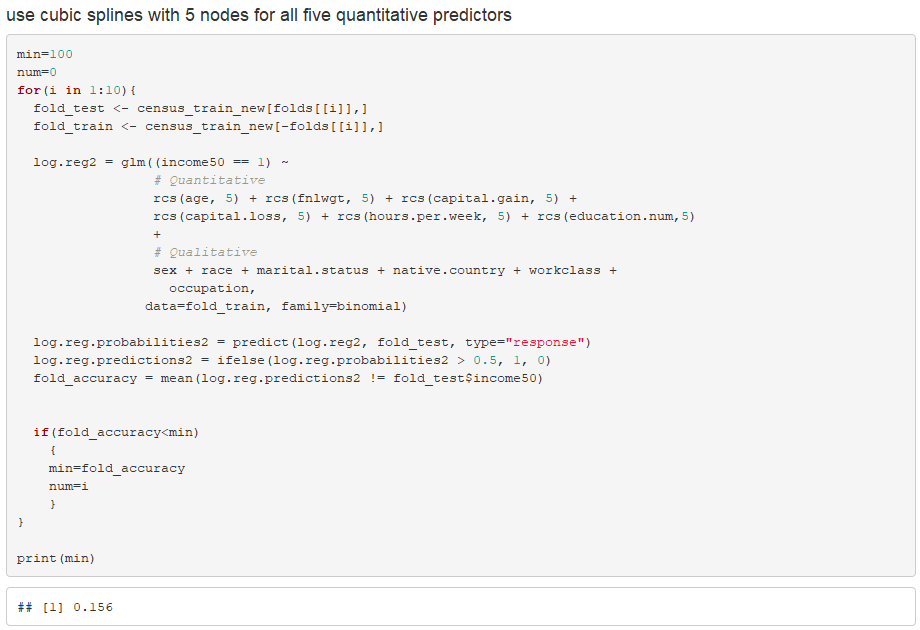 use cubic splines with 5 nodes for all five quantitative predictors
min=100
num=0
for(i in 1:10){
  fold_test <- census_train_new[folds[[i]],]
  fold_train <- census_train_new[-folds[[i]],]
  log.reg2 = glm((income50 == 1) ~
                 # Quantitative
                 rcs(age, 5) + rcs(fnlwgt, 5) + rcs(capital.gain, 5) +
                 rcs(capital.loss, 5) + rcs(hours.per.week, 5) + rcs(education.num,5)
                 +
                 # Qualitative
                 sex + race + marital.status + native.country + workclass +
                   occupation,
                data=fold_train, family=binomial)
  log.reg.probabilities2 = predict(log.reg2, fold_test, type="response")
  log.reg.predictions2 = ifelse(log.reg.probabilities2 > 0.5, 1, 0)
  fold_accuracy = mean(log.reg.predictions2 != fold_test$income50)
  if(fold_accuracy<min)
    {
    min=fold_accuracy
    num=i
    }
}
print(min)
## [1] 0.156